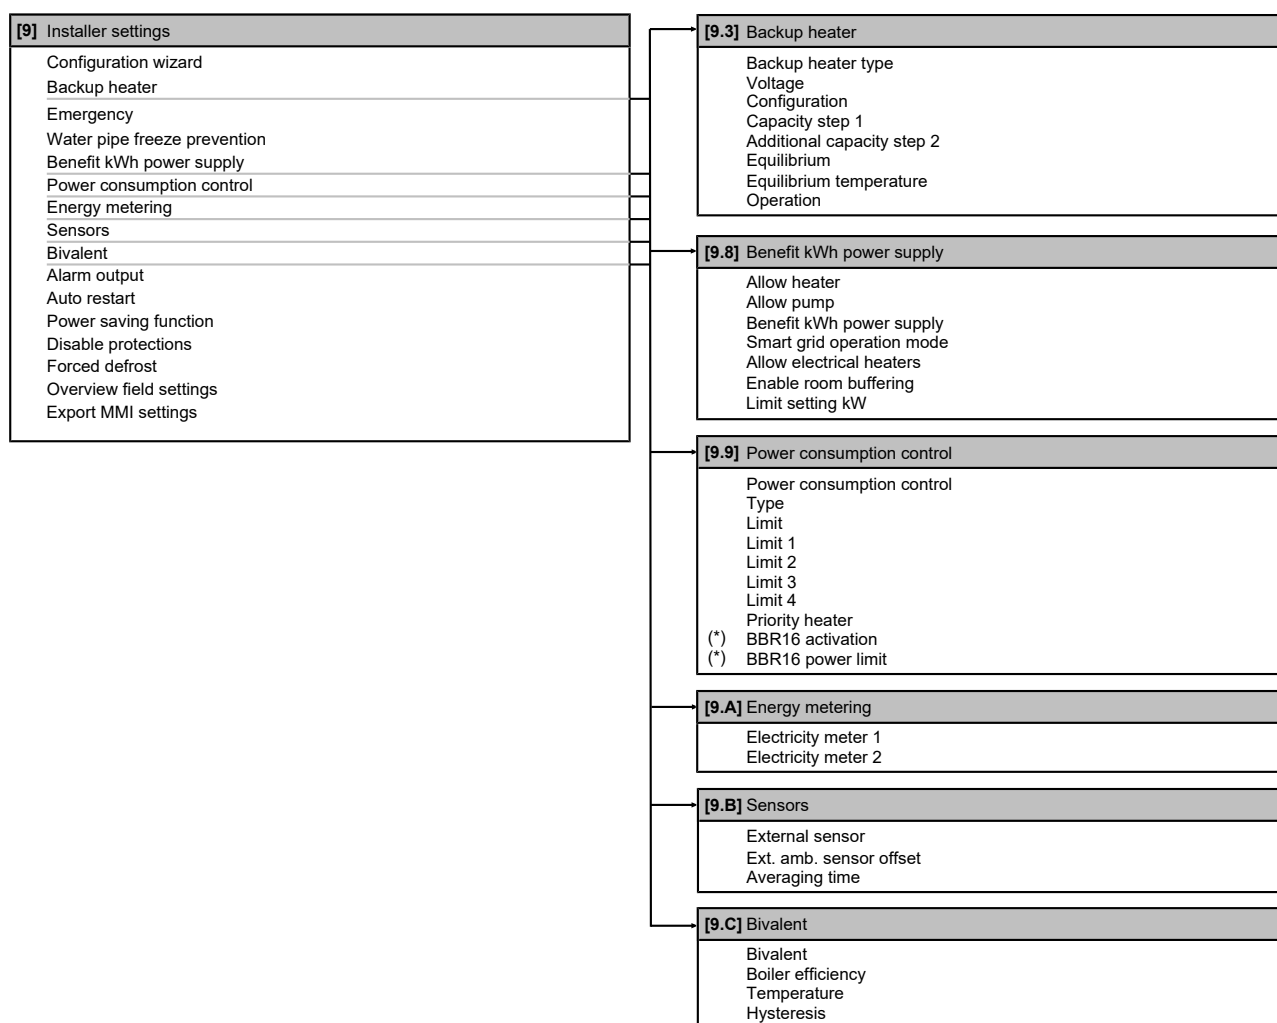 [9] Installer settings
Configuration wizard
Backup heater
Emergency
Water pipe freeze prevention
Benefit kWh power supply
Power consumption control
Energy metering
Sensors
Bivalent
Alarm output
Auto restart
Power saving function
Disable protections
Forced defrost
Overview field settings
Export MMI settings
[9.3] Backup heater
Backup heater type
Voltage
Configuration
Capacity step 1
Additional capacity step 2
Equilibrium
Equilibrium temperature
Operation
[9.8] Benefit kWh power supply
Allow heater
Allow pump
Benefit kWh power supply
Smart grid operation mode
Allow electrical heaters
Enable room buffering
Limit setting kW
[9.9] Power consumption control
Power consumption control
Type
Limit
Limit 1
Limit 2
Limit 3
Limit 4
Priority heater
(*) BBR16 activation
(*) BBR16 power limit
[9.A] Energy metering
Electricity meter 1
Electricity meter 2
[9.B] Sensors
External sensor
Ext. amb. sensor offset
Averaging time
[9.C] Bivalent
Bivalent
Boiler efficiency
Temperature
Hysteresis